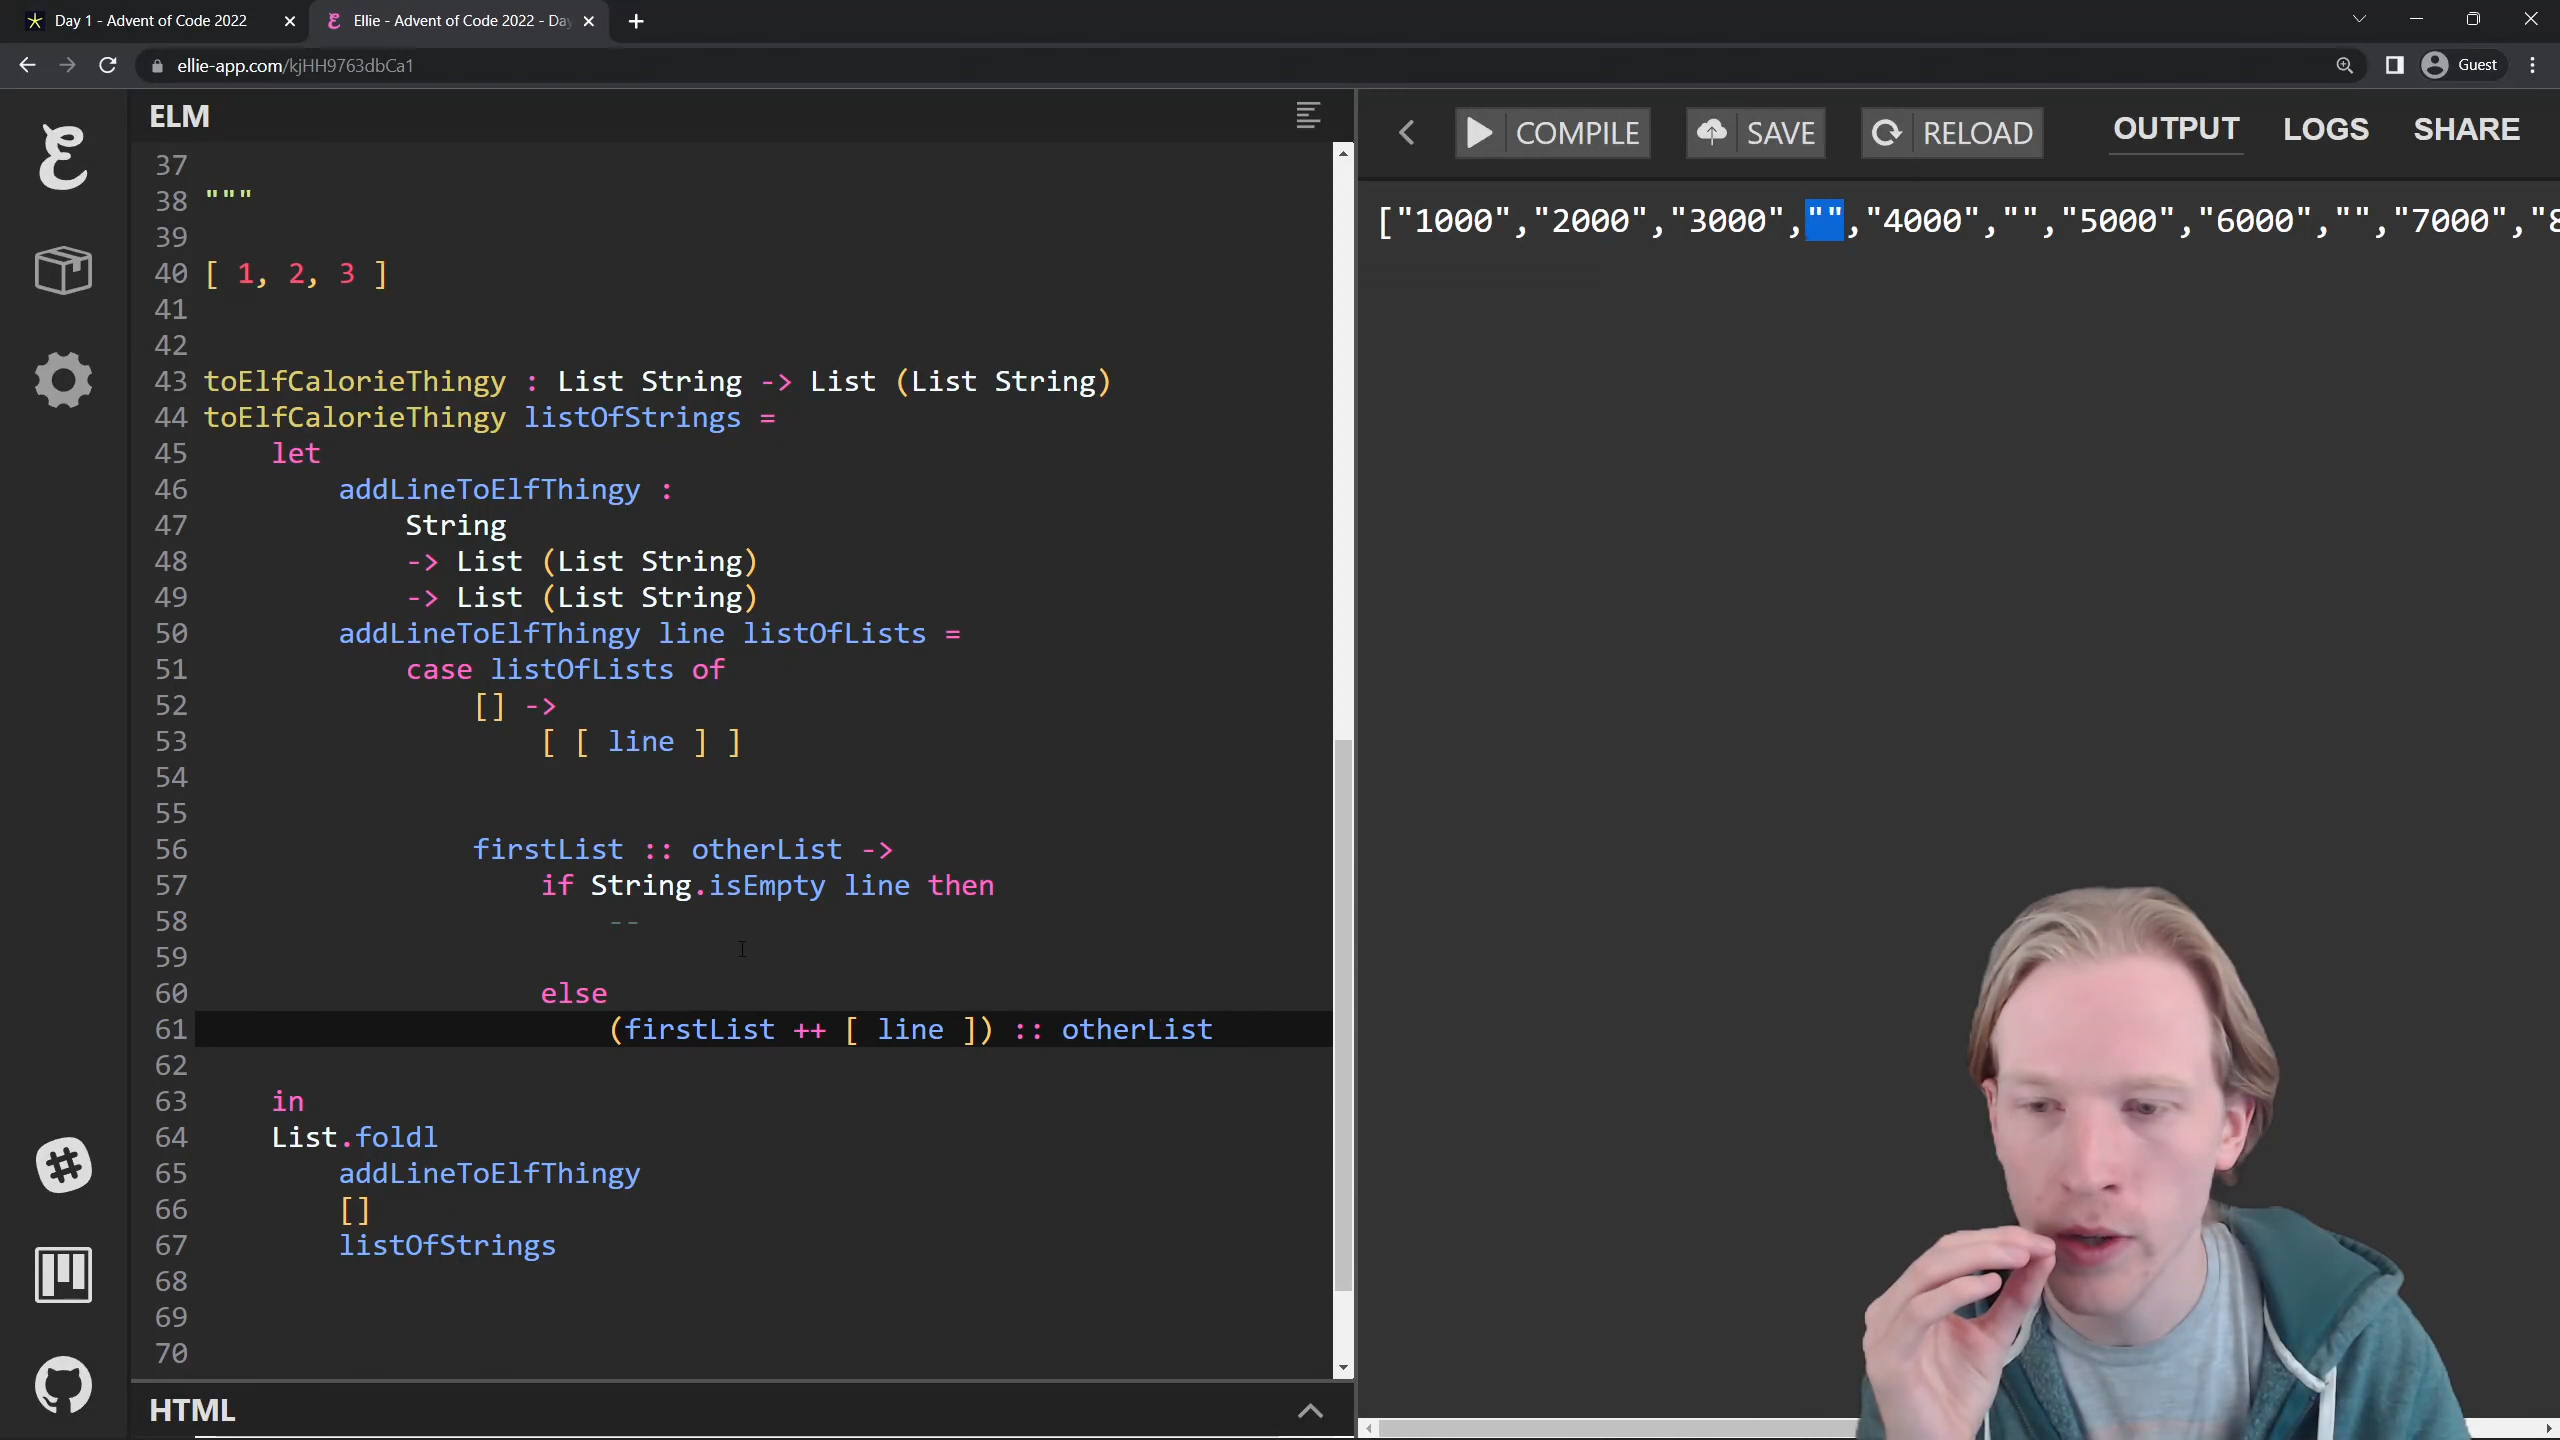 Day 1 - Advent of Code 2022
Ellie - Advent of Code 2022 - Da
ellie-app.com/kjHH9763dbCa1
Guest
ELM
COMPILE
SAVE
RELOAD
OUTPUT
LOGS
SHARE
["1000","2000","3000","","4000","","5000","6000","","7000","8
37
38 """
39
40 [ 1, 2, 3 ]
41
42
43 toElfCalorieThingy : List String -> List (List String)
44 toElfCalorieThingy listOfStrings =
45 let
46 addLineToElfThingy :
47 String
48 -> List (List String)
49 -> List (List String)
50 addLineToElfThingy line listOfLists =
51 case listOfLists of
52 [] ->
53 [ [ line ] ]
54
55
56 firstList :: otherList ->
57 if String.isEmpty line then
58 --
59
60 else
61 (firstList ++ [ line ]) :: otherList
62
63 in
64 List.foldl
65 addLineToElfThingy
66 []
67 listOfStrings
68
69
70
HTML